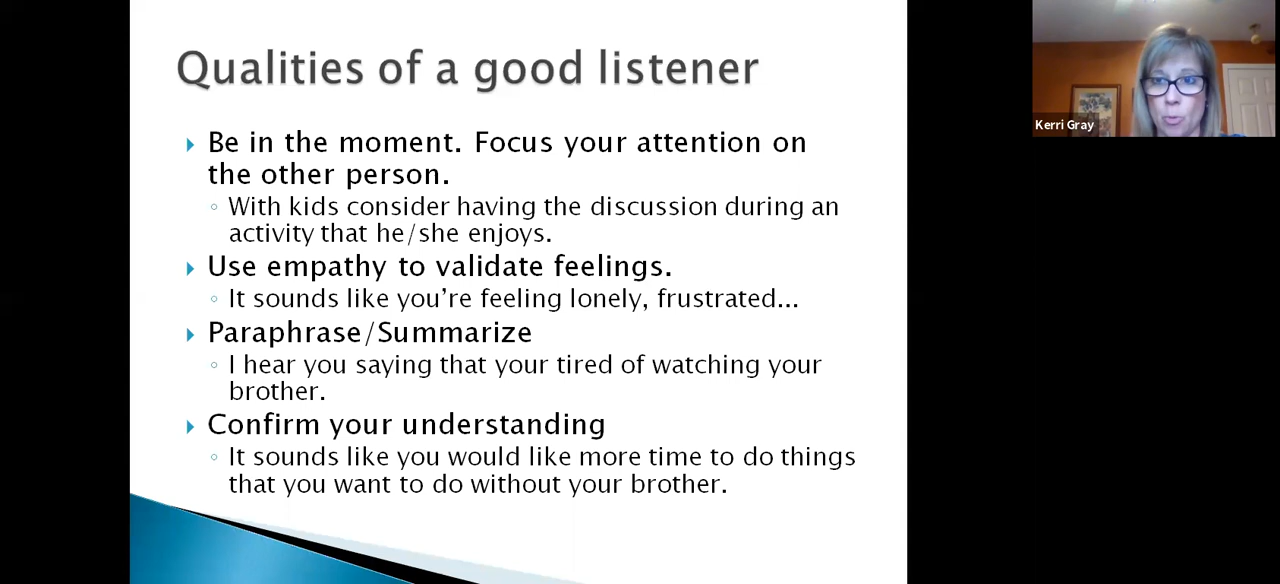 Qualities of a good listener
Be in the moment. Focus your attention on
the other person.
With kids consider having the discussion during an
activity that he/she enjoys.
Use empathy to validate feelings.
It sounds like you’re feeling lonely, frustrated...
Paraphrase/Summarize
I hear you saying that your tired of watching your
brother.
Confirm your understanding
It sounds like you would like more time to do things
that you want to do without your brother.
Kerri Gray